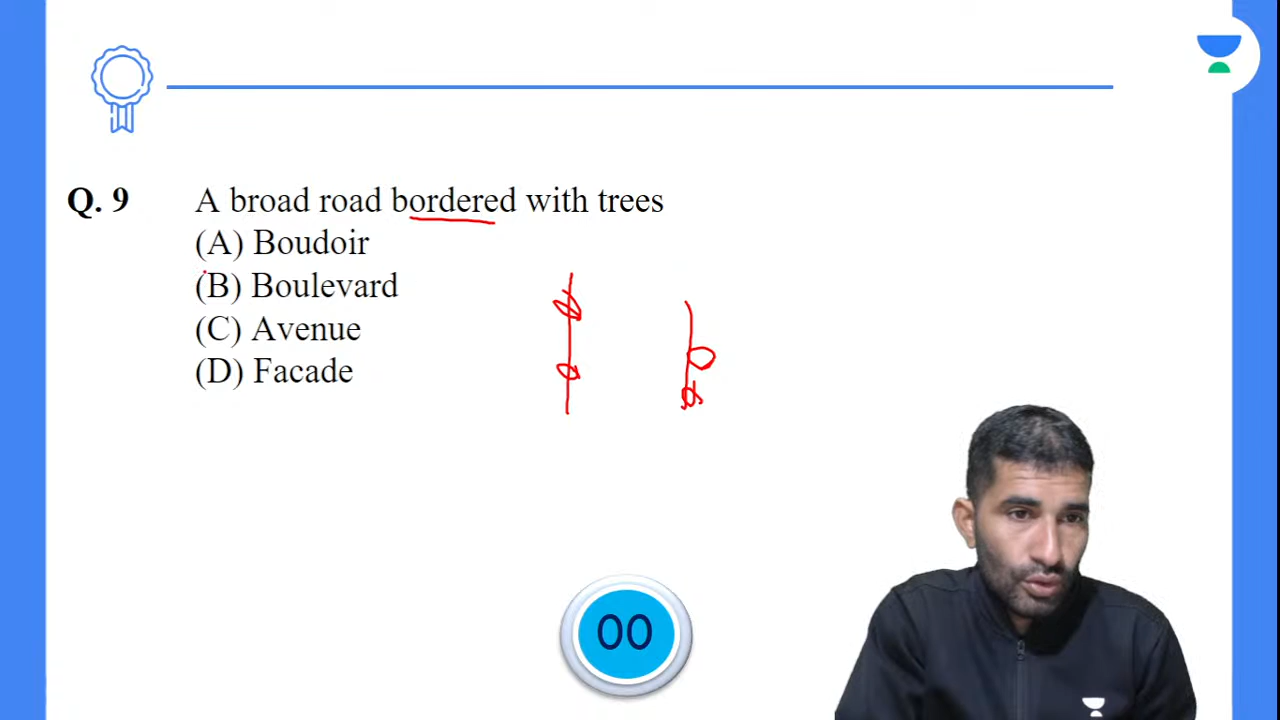 Q. 9 A broad road bordered with trees
(A) Boudoir
(B) Boulevard
(C) Avenue
(D) Facade
00